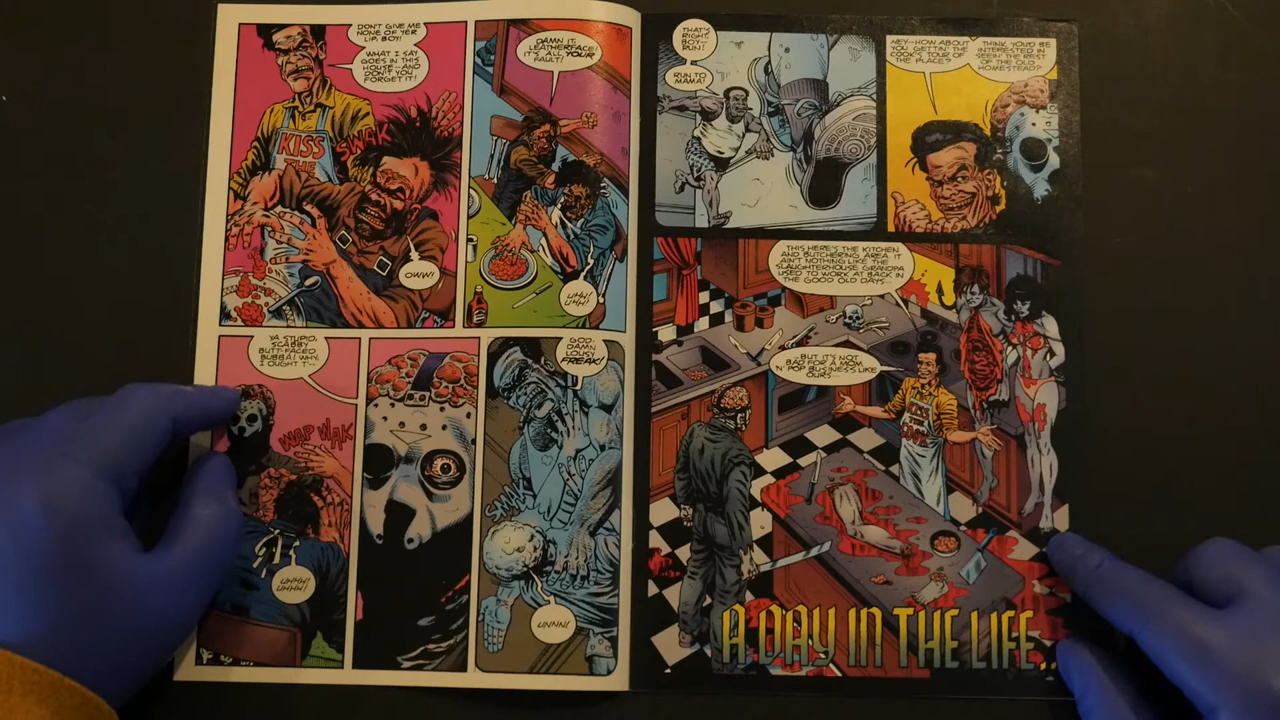 DON'T GIVE ME
NONE OF YER
LIP, BOY!
WHAT I SAY
GOES IN THIS
HOUSE--AND
DON'T YOU
FORGET IT!
KISS
THE
SWAK
OWW!
DAMN IT,
LEATHERFACE!
IT'S ALL YOUR
FAULT!
UHH!
UHH!
YA STUPID,
SCABBY
BUTT-FACED
BUBBA! WHY,
I OUGHT T'--
WAP WAK
UHHH!
UHHH!
GOD-
DAMN
LOUSY
FREAK!
SMAK
UNNN!
THAT'S
RIGHT,
BOY--
RUN!
RUN TO
MAMA!
HEY--HOW ABOUT
YOU GETTIN' THE
COOK'S TOUR OF
THE PLACE?
THINK YOU'D BE
INTERESTED IN
SEEIN' THE REST
OF THE OLD
HOMESTEAD?
THIS HERE'S THE KITCHEN
AND BUTCHERING AREA. IT
AIN'T NOTHING LIKE THE
SLAUGHTERHOUSE GRANDPA
USED TO WORK AT BACK IN
THE GOOD OLD DAYS...
...BUT IT'S NOT
BAD FOR A MOM
'N' POP BUSINESS LIKE
OURS...
KISS
THE
COOK
A DAY IN THE LIFE..